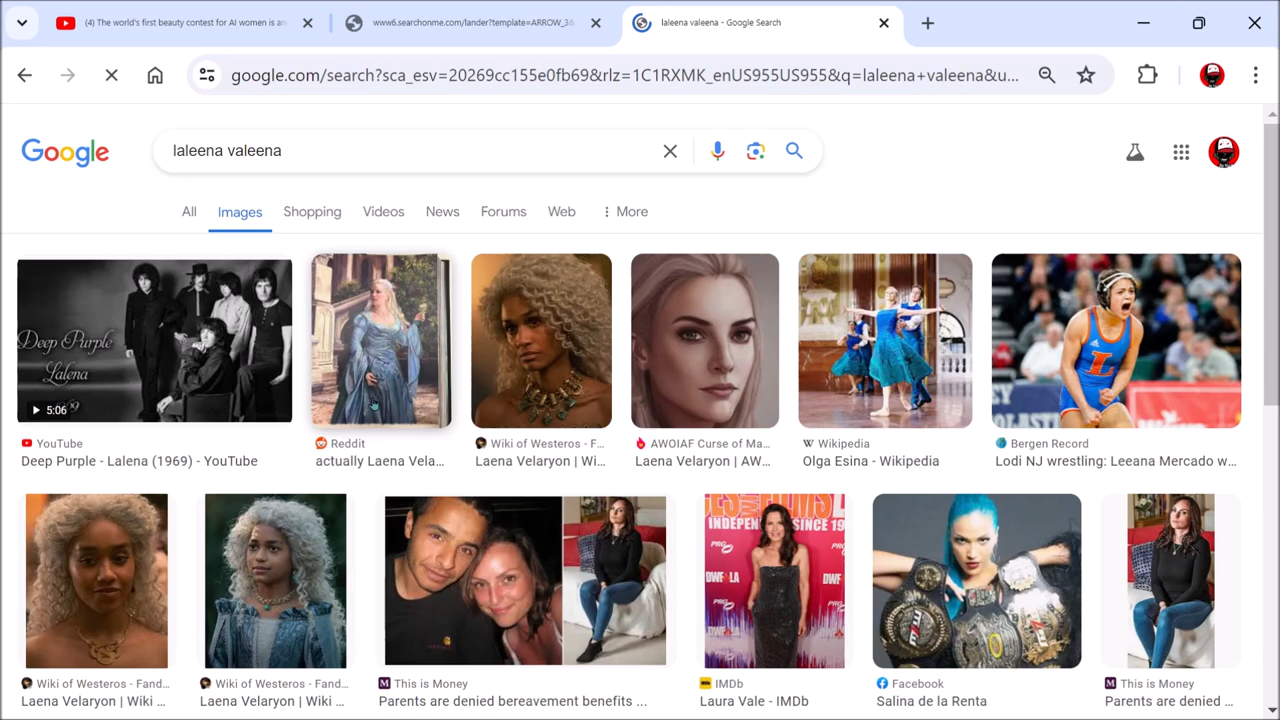 (4) The world's first beauty contest for AI women is an
www6.searchonme.com/lander?template=ARROW_3&
laleena valeena - Google Search
google.com/search?sca_esv=20269cc155e0fb69&rlz=1C1RXMK_enUS955US955&q=laleena+valeena&u...
Google
laleena valeena
All
Images
Shopping
Videos
News
Forums
Web
More
Deep Purple
Lalena
5:06
L
YouTube
Deep Purple - Lalena (1969) - YouTube
Reddit
actually Laena Vela...
Wiki of Westeros - F...
Laena Velaryon | Wi...
AWOIAF Curse of Ma...
Laena Velaryon | AW...
Wikipedia
Olga Esina - Wikipedia
Bergen Record
Lodi NJ wrestling: Leeana Mercado w...
INDEPEN
SINCE 19
DWF:LA
Wiki of Westeros - Fand...
Laena Velaryon | Wiki ...
Wiki of Westeros - Fand...
Laena Velaryon | Wiki ...
This is Money
Parents are denied bereavement benefits ...
IMDb
Laura Vale - IMDb
Facebook
Salina de la Renta
This is Money
Parents are denied ...